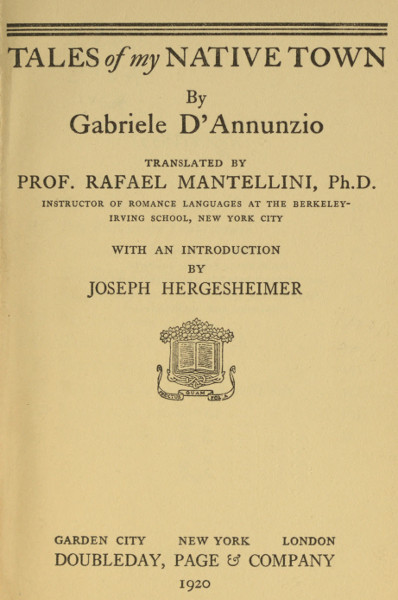 TALES of my NATIVE TOWN
By
Gabriele D'Annunzio
TRANSLATED BY
PROF. RAFAEL MANTELLINI, Ph.D.
INSTRUCTOR OF ROMANCE LANGUAGES AT THE BERKELEY-
IRVING SCHOOL, NEW YORK CITY
WITH AN INTRODUCTION
BY
JOSEPH HERGESHEIMER
QUAM
GARDEN CITY NEW YORK LONDON
DOUBLEDAY, PAGE & COMPANY
1920